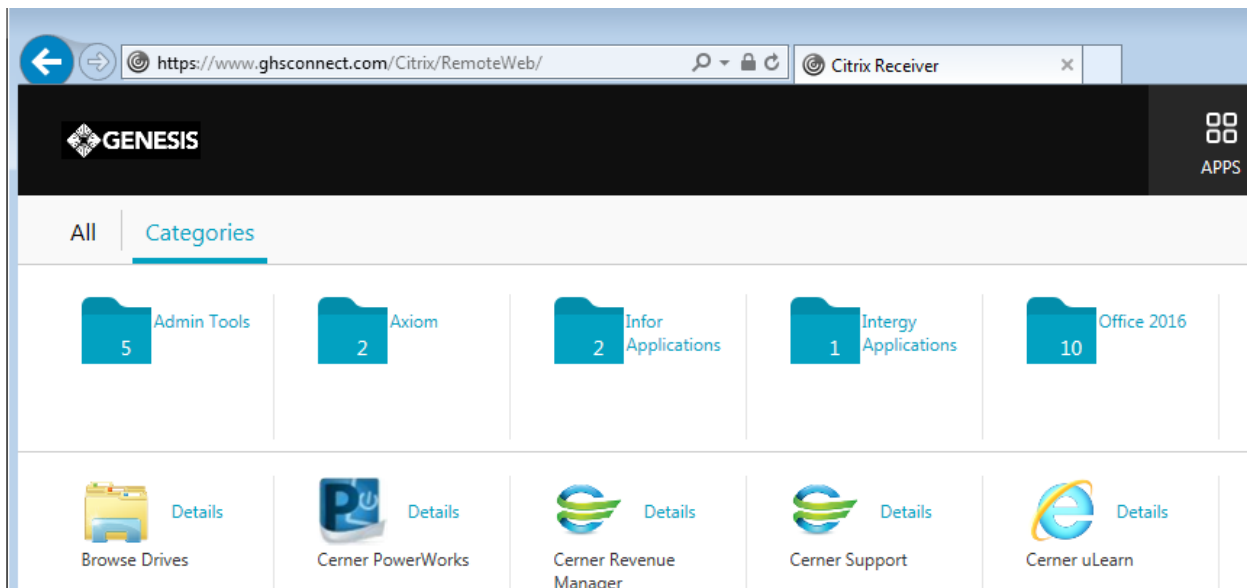 https://www.ghsconnect.com/Citrix/RemoteWeb/
Citrix Receiver
GENESIS
APPS
All
Categories
5
Admin Tools
2
Axiom
2
Infor
Applications
1
Intergy
Applications
10
Office 2016
Details
Browse Drives
Details
Cerner PowerWorks
Details
Cerner Revenue
Manager
Details
Cerner Support
Details
Cerner uLearn